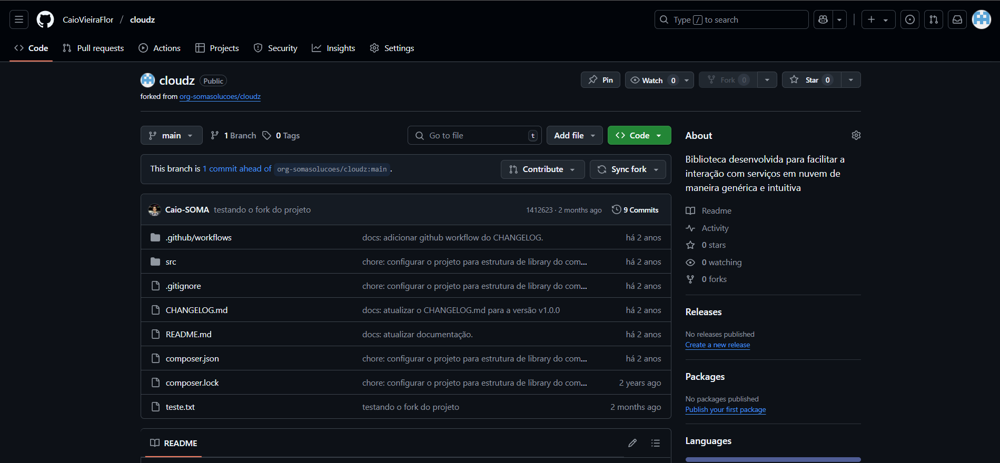 CaioVieiraFlor / cloudz
Type / to search
Code Pull requests Actions Projects Security Insights Settings
cloudz Public
Pin Watch 0 Fork 0 Star 0
forked from org-somasolucoes/cloudz
main 1 Branch 0 Tags
Go to file t
Add file Code
This branch is 1 commit ahead of org-somasolucoes/cloudz:main .
Contribute Sync fork
Caio-SOMA testando o fork do projeto 1412623 · 2 months ago 9 Commits
.github/workflows docs: adicionar github workflow do CHANGELOG. há 2 anos
src chore: configurar o projeto para estrutura de library do com... há 2 anos
.gitignore chore: configurar o projeto para estrutura de library do com... há 2 anos
CHANGELOG.md docs: atualizar o CHANGELOG.md para a versão v1.0.0 há 2 anos
README.md docs: atualizar documentação. há 2 anos
composer.json chore: configurar o projeto para estrutura de library do com... há 2 anos
composer.lock chore: configurar o projeto para estrutura de library do com... 2 years ago
teste.txt testando o fork do projeto 2 months ago
README
About
Biblioteca desenvolvida para facilitar a
interação com serviços em nuvem de
maneira genérica e intuitiva
Readme
Activity
0 stars
0 watching
0 forks
Releases
No releases published
Create a new release
Packages
No packages published
Publish your first package
Languages